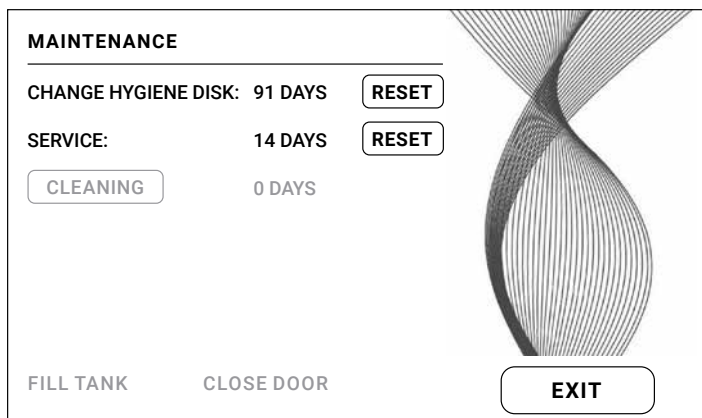 MAINTENANCE
CHANGE HYGIENE DISK: 91 DAYS RESET
SERVICE: 14 DAYS RESET
CLEANING 0 DAYS
FILL TANK CLOSE DOOR EXIT